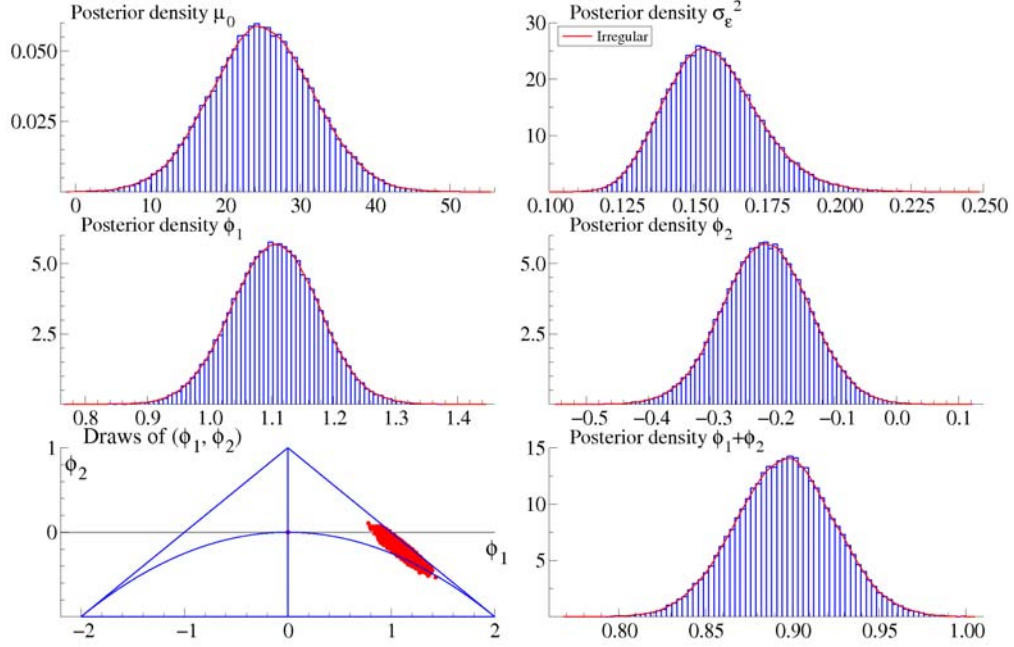 Posterior density μ₀
0.050
0.025
0 10 20 30 40 50
Posterior density σ_ε²
Irregular
30
20
10
0.100 0.125 0.150 0.175 0.200 0.225 0.250
Posterior density ϕ₁
5.0
2.5
0.8 0.9 1.0 1.1 1.2 1.3 1.4
Posterior density ϕ₂
5.0
2.5
−0.5 −0.4 −0.3 −0.2 −0.1 0.0 0.1
Draws of (ϕ₁, ϕ₂)
1
ϕ₂
0
ϕ₁
−2 −1 0 1 2
Posterior density ϕ₁+ϕ₂
15
10
5
0.80 0.85 0.90 0.95 1.00